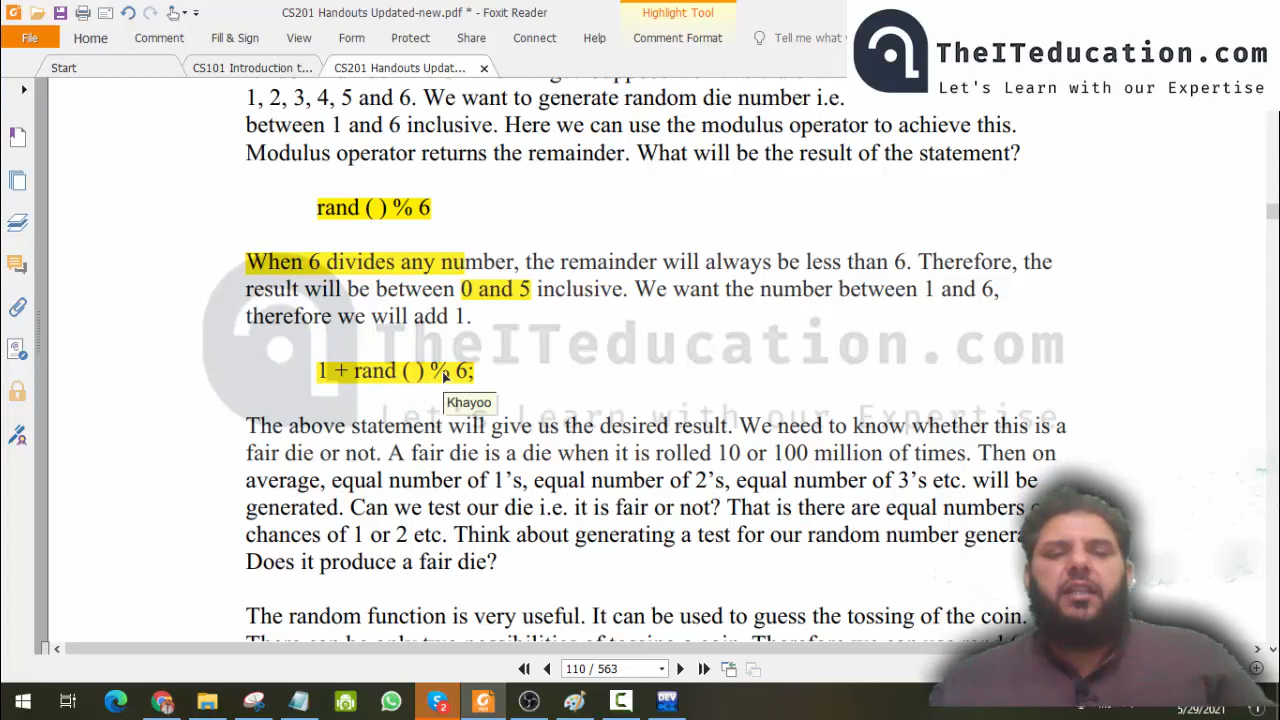 CS201 Handouts Updated-new.pdf * - Foxit Reader
Highlight Tool
File Home Comment Fill & Sign View Form Protect Share Connect Help Comment Format Tell me what
TheITeducation.com
Let's Learn with our Expertise
Start CS101 Introduction t... CS201 Handouts Updat...
1, 2, 3, 4, 5 and 6. We want to generate random die number i.e.
between 1 and 6 inclusive. Here we can use the modulus operator to achieve this.
Modulus operator returns the remainder. What will be the result of the statement?
rand ( ) % 6
When 6 divides any number, the remainder will always be less than 6. Therefore, the
result will be between 0 and 5 inclusive. We want the number between 1 and 6,
therefore we will add 1.
TheITeducation.com
1 + rand ( ) % 6;
Khayoo
Let's Learn with our Expertise
The above statement will give us the desired result. We need to know whether this is a
fair die or not. A fair die is a die when it is rolled 10 or 100 million of times. Then on
average, equal number of 1’s, equal number of 2’s, equal number of 3’s etc. will be
generated. Can we test our die i.e. it is fair or not? That is there are equal numbers
chances of 1 or 2 etc. Think about generating a test for our random number genera
Does it produce a fair die?
The random function is very useful. It can be used to guess the tossing of the coin.
110 / 563
5/29/2021